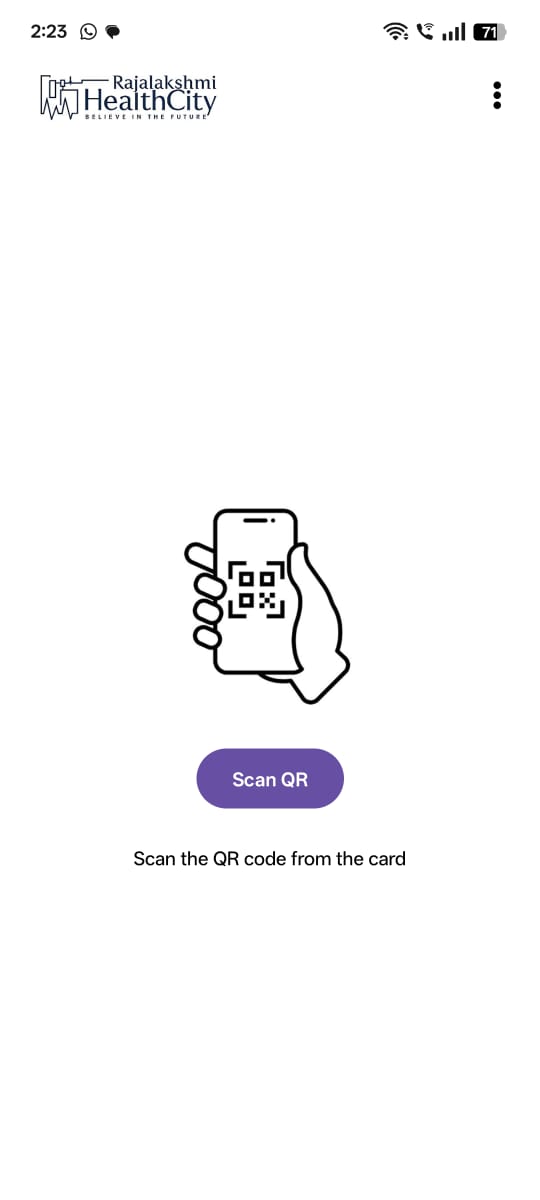 2:23
71
Rajalakshmi
HealthCity
BELIEVE IN THE FUTURE
Scan QR
Scan the QR code from the card